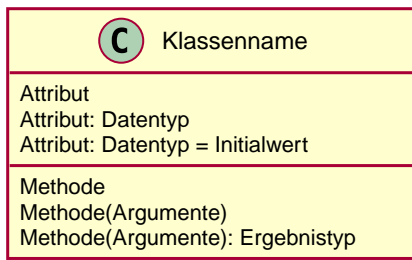 C Klassenname
Attribut
Attribut: Datentyp
Attribut: Datentyp = Initialwert
Methode
Methode(Argumente)
Methode(Argumente): Ergebnistyp